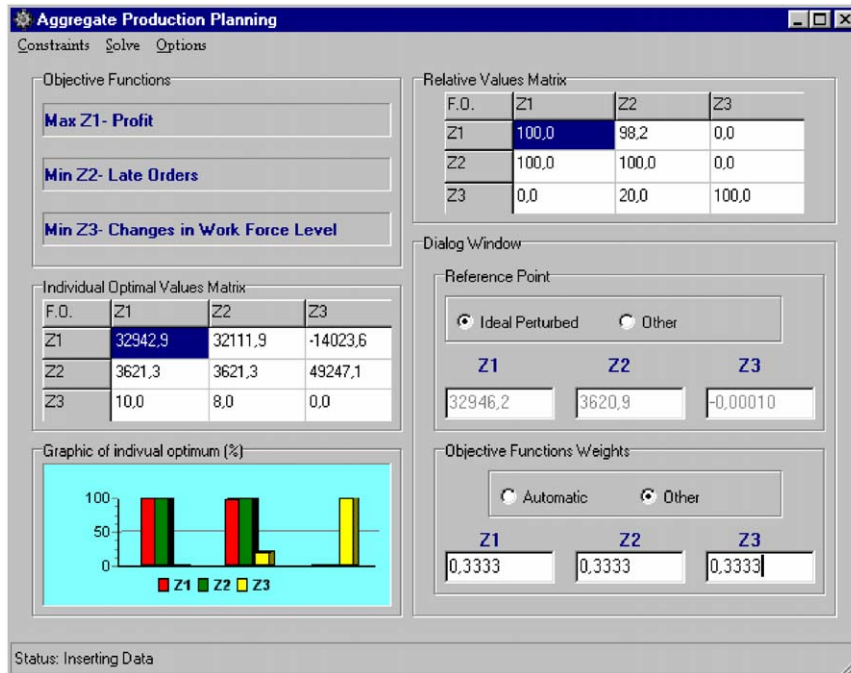 Aggregate Production Planning
Constraints Solve Options
Objective Functions
Max Z1- Profit
Min Z2- Late Orders
Min Z3- Changes in Work Force Level
Individual Optimal Values Matrix
F.O. Z1 Z2 Z3
Z1 32942,9 32111,9 -14023,6
Z2 3621,3 3621,3 49247,1
Z3 10,0 8,0 0,0
Graphic of indivual optimum (%)
100
50
0
Z1 Z2 Z3
Relative Values Matrix
F.O. Z1 Z2 Z3
Z1 100,0 98,2 0,0
Z2 100,0 100,0 0,0
Z3 0,0 20,0 100,0
Dialog Window
Reference Point
Ideal Perturbed Other
Z1 Z2 Z3
32946,2 3620,9 -0,00010
Objective Functions Weights
Automatic Other
Z1 Z2 Z3
0,3333 0,3333 0,3333
Status: Inserting Data